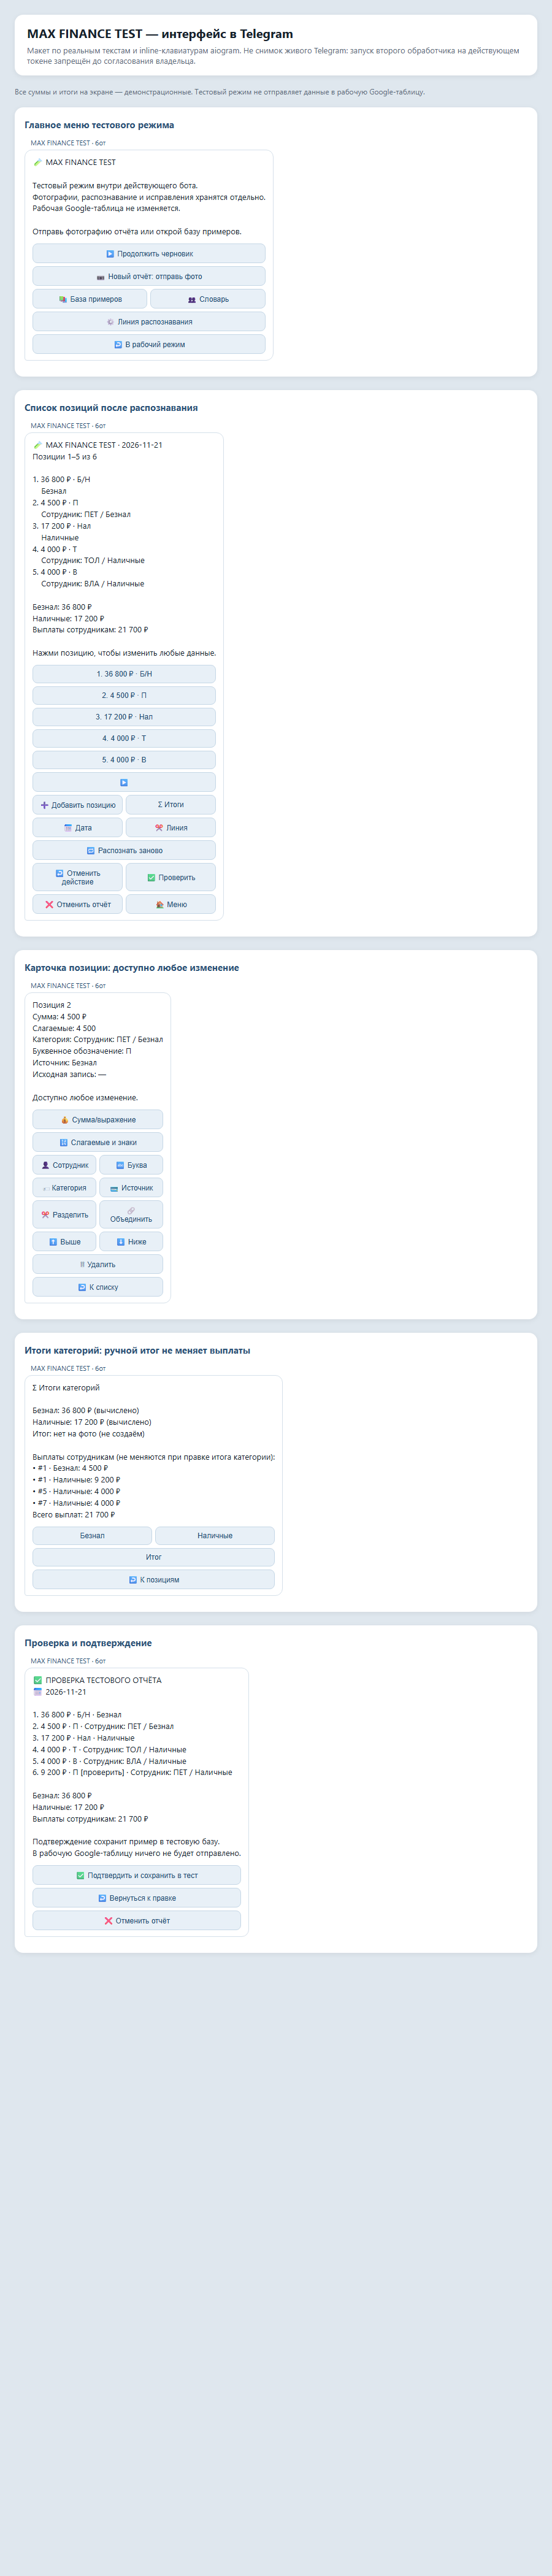 MAX FINANCE TEST — интерфейс в Telegram
Макет по реальным текстам и inline-клавиатурам aiogram. Не снимок живого Telegram: запуск второго обработчика на действующем
токене запрещён до согласования владельца.
Все суммы и итоги на экране — демонстрационные. Тестовый режим не отправляет данные в рабочую Google-таблицу.
Главное меню тестового режима
MAX FINANCE TEST · бот
MAX FINANCE TEST
Тестовый режим внутри действующего бота.
Фотографии, распознавание и исправления хранятся отдельно.
Рабочая Google-таблица не изменяется.
Отправь фотографию отчёта или открой базу примеров.
Продолжить черновик
Новый отчёт: отправь фото
База примеров
Словарь
Линия распознавания
В рабочий режим
Список позиций после распознавания
MAX FINANCE TEST · бот
MAX FINANCE TEST · 2026-11-21
Позиции 1–5 из 6
1. 36 800 ₽ · Б/Н
Безнал
2. 4 500 ₽ · П
Сотрудник: ПЕТ / Безнал
3. 17 200 ₽ · Нал
Наличные
4. 4 000 ₽ · Т
Сотрудник: ТОЛ / Наличные
5. 4 000 ₽ · В
Сотрудник: ВЛА / Наличные
Безнал: 36 800 ₽
Наличные: 17 200 ₽
Выплаты сотрудникам: 21 700 ₽
Нажми позицию, чтобы изменить любые данные.
1. 36 800 ₽ · Б/Н
2. 4 500 ₽ · П
3. 17 200 ₽ · Нал
4. 4 000 ₽ · Т
5. 4 000 ₽ · В
Добавить позицию
Σ Итоги
Дата
Линия
Распознать заново
Отменить
действие
Проверить
Отменить отчёт
Меню
Карточка позиции: доступно любое изменение
MAX FINANCE TEST · бот
Позиция 2
Сумма: 4 500 ₽
Слагаемые: 4 500
Категория: Сотрудник: ПЕТ / Безнал
Буквенное обозначение: П
Источник: Безнал
Исходная запись: —
Доступно любое изменение.
Сумма/выражение
Слагаемые и знаки
Сотрудник
Буква
Категория
Источник
Разделить
Объединить
Выше
Ниже
Удалить
К списку
Итоги категорий: ручной итог не меняет выплаты
MAX FINANCE TEST · бот
Σ Итоги категорий
Безнал: 36 800 ₽ (вычислено)
Наличные: 17 200 ₽ (вычислено)
Итог: нет на фото (не создаём)
Выплаты сотрудникам (не меняются при правке итога категории):
• #1 · Безнал: 4 500 ₽
• #1 · Наличные: 9 200 ₽
• #5 · Наличные: 4 000 ₽
• #7 · Наличные: 4 000 ₽
Всего выплат: 21 700 ₽
Безнал
Наличные
Итог
К позициям
Проверка и подтверждение
MAX FINANCE TEST · бот
ПРОВЕРКА ТЕСТОВОГО ОТЧЁТА
2026-11-21
1. 36 800 ₽ · Б/Н · Безнал
2. 4 500 ₽ · П · Сотрудник: ПЕТ / Безнал
3. 17 200 ₽ · Нал · Наличные
4. 4 000 ₽ · Т · Сотрудник: ТОЛ / Наличные
5. 4 000 ₽ · В · Сотрудник: ВЛА / Наличные
6. 9 200 ₽ · П [проверить] · Сотрудник: ПЕТ / Наличные
Безнал: 36 800 ₽
Наличные: 17 200 ₽
Выплаты сотрудникам: 21 700 ₽
Подтверждение сохранит пример в тестовую базу.
В рабочую Google-таблицу ничего не будет отправлено.
Подтвердить и сохранить в тест
Вернуться к правке
Отменить отчёт